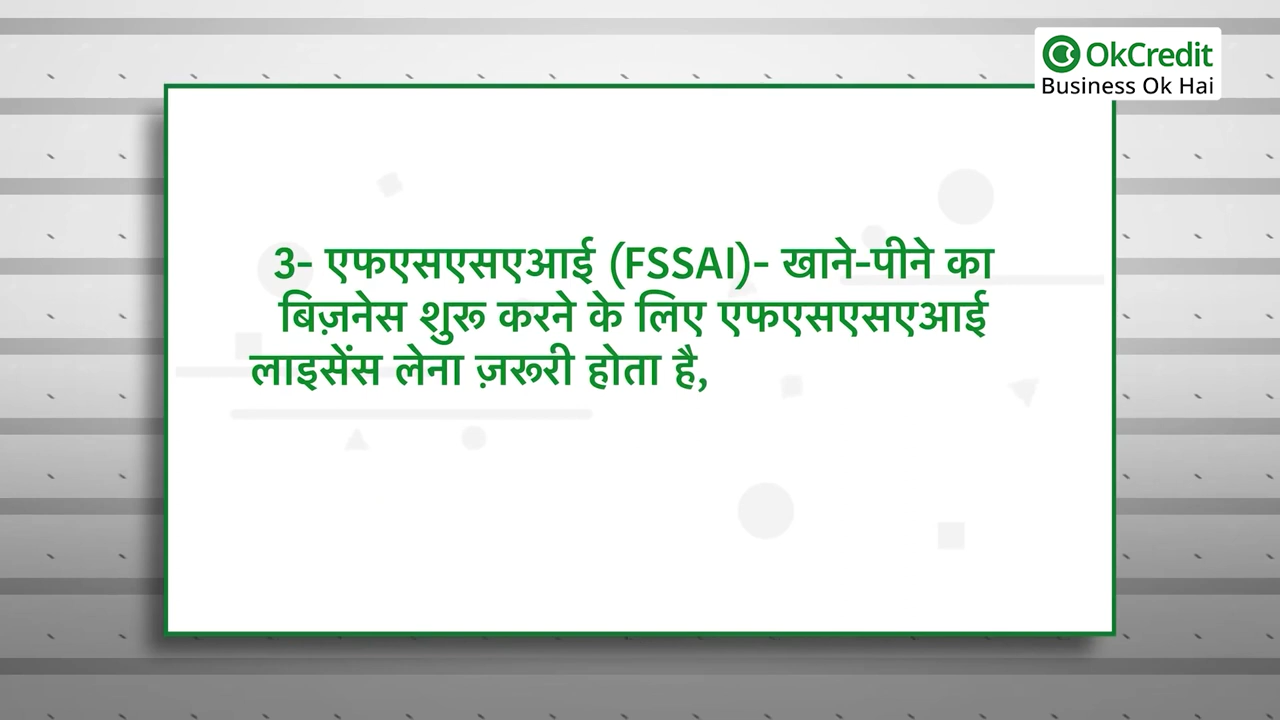 OkCredit
Business Ok Hai
3- एफएसएसएआई (FSSAI)- खाने-पीने का
बिज़नेस शुरू करने के लिए एफएसएसएआई
लाइसेंस लेना ज़रूरी होता है,